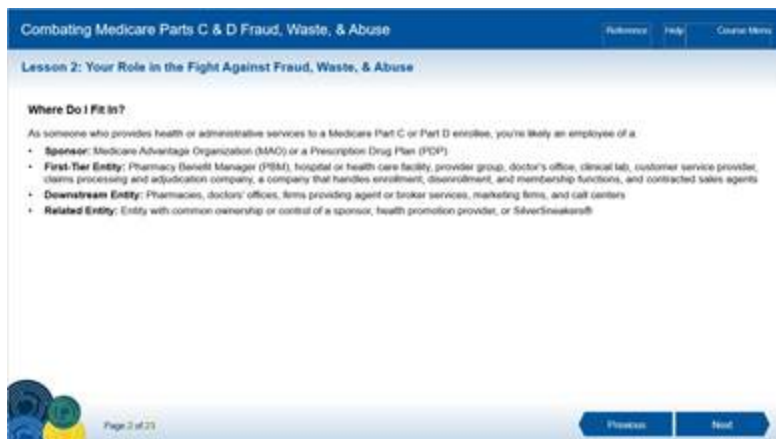 Combating Medicare Parts C & D Fraud, Waste, & Abuse
Reference Help Course Menu
Lesson 2: Your Role in the Fight Against Fraud, Waste, & Abuse
Where Do I Fit In?
As someone who provides health or administrative services to a Medicare Part C or Part D enrollee, you're likely an employee of a:
• Sponsor: Medicare Advantage Organization (MAO) or a Prescription Drug Plan (PDP)
• First-Tier Entity: Pharmacy Benefit Manager (PBM), hospital or health care facility, provider group, doctor's office, clinical lab, customer service provider,
claims processing and adjudication company, a company that handles enrollment, disenrollment, and membership functions, and contracted sales agents
• Downstream Entity: Pharmacies, doctors' offices, firms providing agent or broker services, marketing firms, and call centers
• Related Entity: Entity with common ownership or control of a sponsor, health promotion provider, or SilverSneakers®
Page 2 of 23
Previous Next